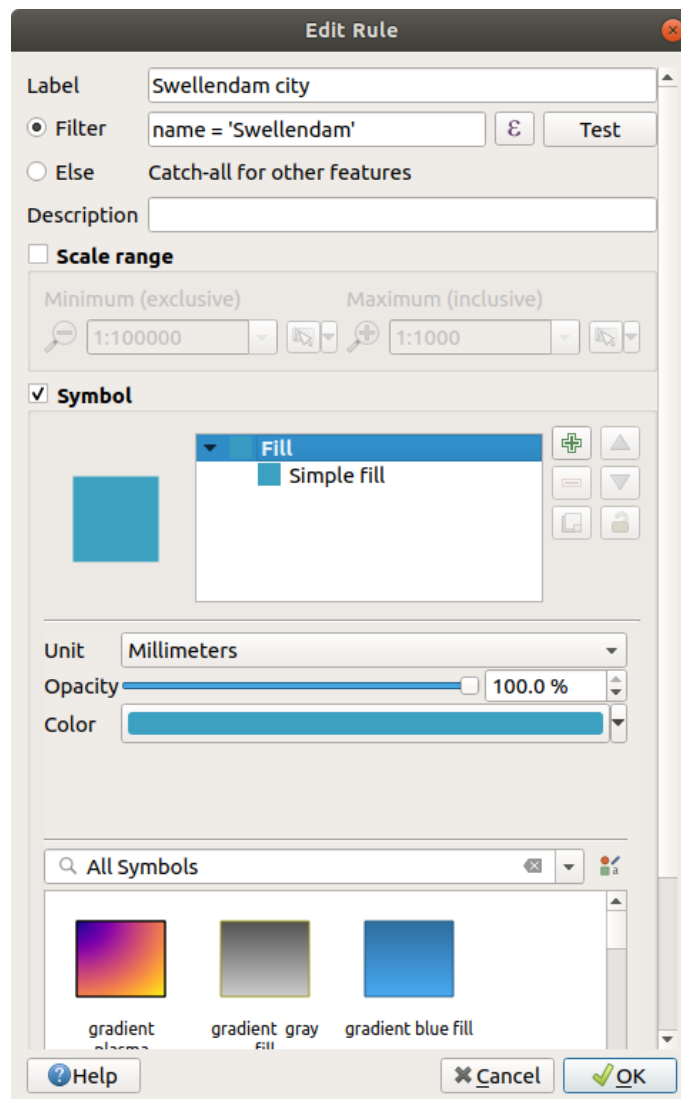 Edit Rule
Label Swellendam city
Filter name = 'Swellendam' ε Test
Else Catch-all for other features
Description
Scale range
Minimum (exclusive) Maximum (inclusive)
1:100000 1:1000
Symbol
Fill
Simple fill
Unit Millimeters
Opacity 100.0 %
Color
All Symbols
gradient gray gradient blue fill
gradient
plasma fill
Help Cancel OK